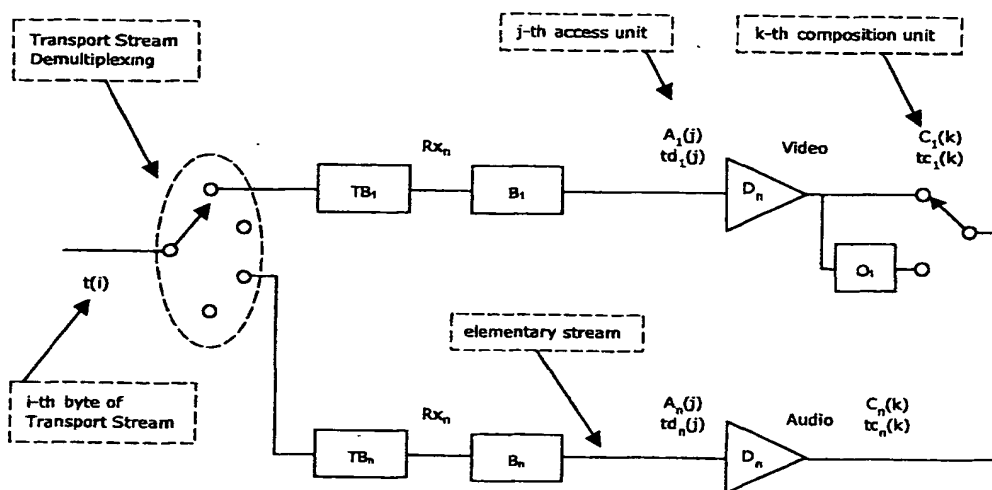 Transport Stream
Demultiplexing
j-th access unit
k-th composition unit
A₁(j)
td₁(j)
Video
C₁(k)
tc₁(k)
Rxₙ
TB₁
B₁
Dₙ
O₁
t(i)
elementary stream
i-th byte of
Transport Stream
Rxₙ
Aₙ(j)
tdₙ(j)
Audio
Cₙ(k)
tcₙ(k)
TBₙ
Bₙ
Dₙ